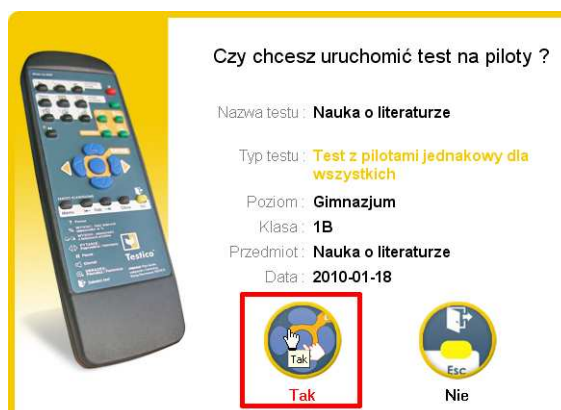 Czy chcesz uruchomić test na piloty ?
Nazwa testu : Nauka o literaturze
Typ testu : Test z pilotami jednakowy dla
wszystkich
Poziom : Gimnazjum
Klasa : 1B
Przedmiot : Nauka o literaturze
Data : 2010-01-18
Tak
Esc
Tak
Nie
Testico